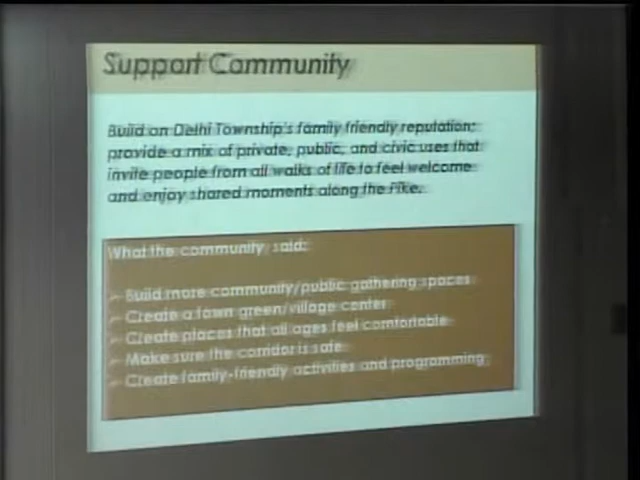 Support Community
Build on Delhi Township's family friendly reputation;
provide a mix of private, public, and civic uses that
invite people from all walks of life to feel welcome
and enjoy shared moments along the Pike.
What the community said:
➢ Build more community/public gathering spaces
➢ Create a town green/village center
➢ Create places that all ages feel comfortable
➢ Make sure the corridor is safe
➢ Create family-friendly activities and programming